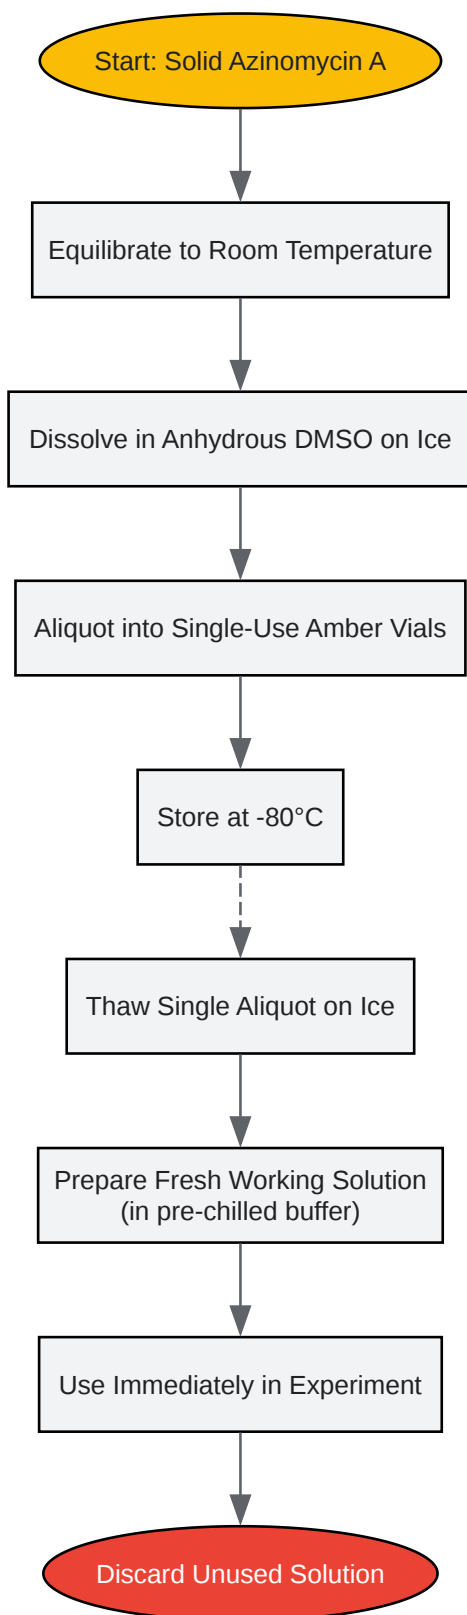 Start: Solid Azinomycin A
Equilibrate to Room Temperature
Dissolve in Anhydrous DMSO on Ice
Aliquot into Single-Use Amber Vials
Store at -80°C
Thaw Single Aliquot on Ice
Prepare Fresh Working Solution
(in pre-chilled buffer)
Use Immediately in Experiment
Discard Unused Solution